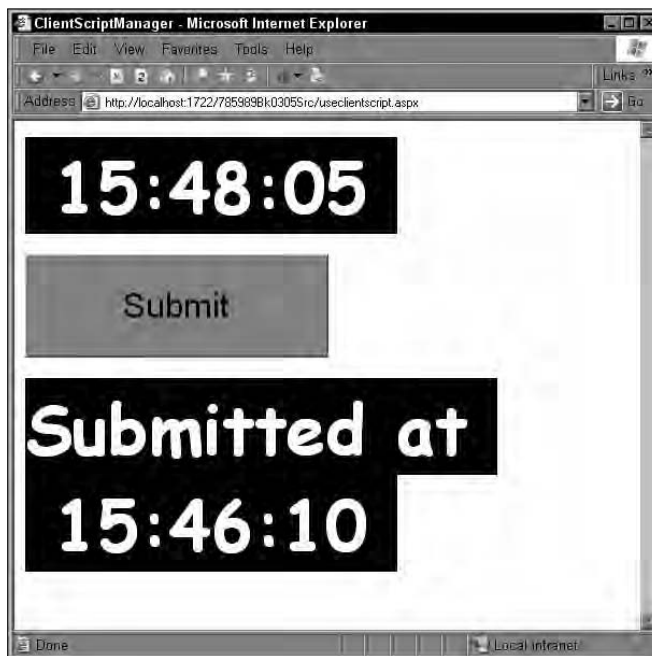 ClientScriptManager - Microsoft Internet Explorer
File Edit View Favorites Tools Help
Links »
Address http://localhost:1722/785989Bk0305Src/useclientscript.aspx Go
15:48:05
Submit
Submitted at
15:46:10
Done Local intranet